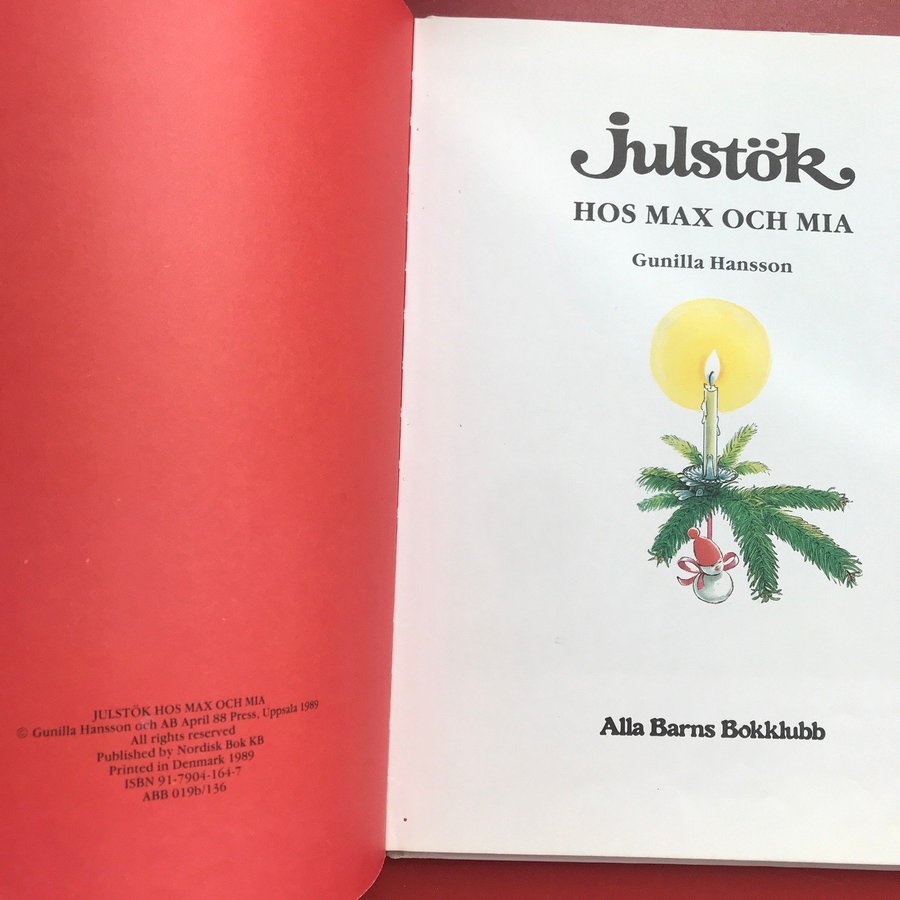 JULSTÖK HOS MAX OCH MIA
© Gunilla Hansson och AB April 88 Press, Uppsala 1989
All rights reserved
Published by Nordisk Bok KB
Printed in Denmark 1989
ISBN 91-7904-164-7
ABB 019b/136
julstök
HOS MAX OCH MIA
Gunilla Hansson
Alla Barns Bokklubb